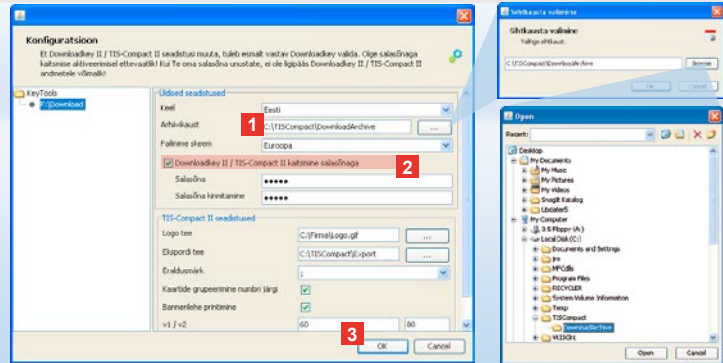 Konfiguratsioon
Et Downloadkey II / TIS-Compact II seadistusi muuta, tuleb esmalt vastav Downloadkey valida. Olge salasõnaga
kaitsmise aktiveerimisel ettevaatlik! Kui Te oma salasõna unustate, ei ole ligipääs Downloadkey II / TIS-Compact II
andmetele võimalik!
KeyTools
F:\Download
Üldised seadistused
Keel
Eesti
Arhiivikaust
1
C:\TISCompact\DownloadArchive
...
Failinime skeem
Euroopa
Downloadkey II / TIS-Compact II kaitsmine salasõnaga
2
Salasõna
•••••
Salasõna kinnitamine
•••••
TIS-Compact II seadistused
Logo tee
C:\Firma\Logo.gif
...
Ekspordi tee
C:\TISCompact\Export
...
Eraldusmärk
;
Kaartide grupeerimine numbri järgi
Bannerilehe printimine
v1 / v2
60
80
3
OK
Cancel
Sihtkausta valimine
Sihtkausta valimine
Valige sihtkaust.
C:\TISCompact\DownloadArchive
Browse
OK
Cancel
Open
Recent:
Desktop
My Documents
My Music
My Pictures
My Videos
SnagIt Katalog
Updater5
My Computer
3.5 Floppy (A:)
Local Disk (C:)
Documents and Settings
Program Files
RECYCLER
System Volume Information
Temp
TISCompact
DownloadArchive
Open
Cancel